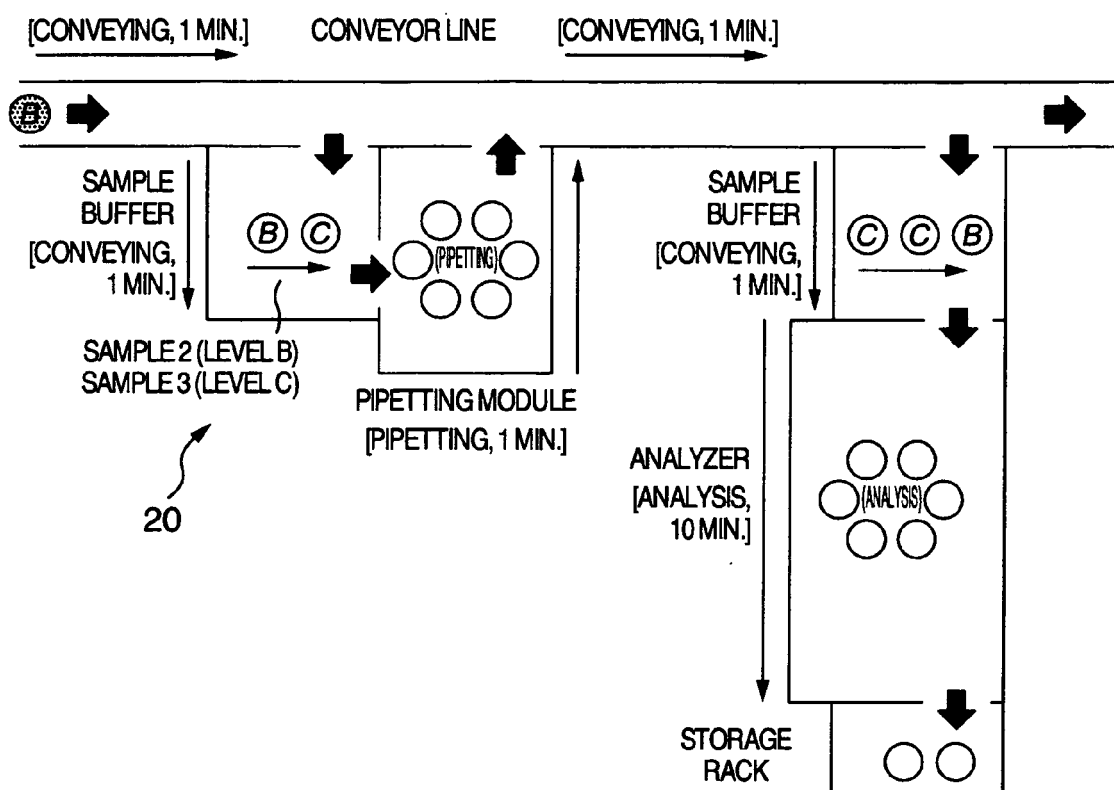 [CONVEYING, 1 MIN.]
CONVEYOR LINE
[CONVEYING, 1 MIN.]
B
SAMPLE
BUFFER
[CONVEYING,
1 MIN.]
B C
(PIPETTING)
SAMPLE 2 (LEVEL B)
SAMPLE 3 (LEVEL C)
20
PIPETTING MODULE
[PIPETTING, 1 MIN.]
SAMPLE
BUFFER
[CONVEYING,
1 MIN.]
C C B
ANALYZER
[ANALYSIS,
10 MIN.]
(ANALYSIS)
STORAGE
RACK